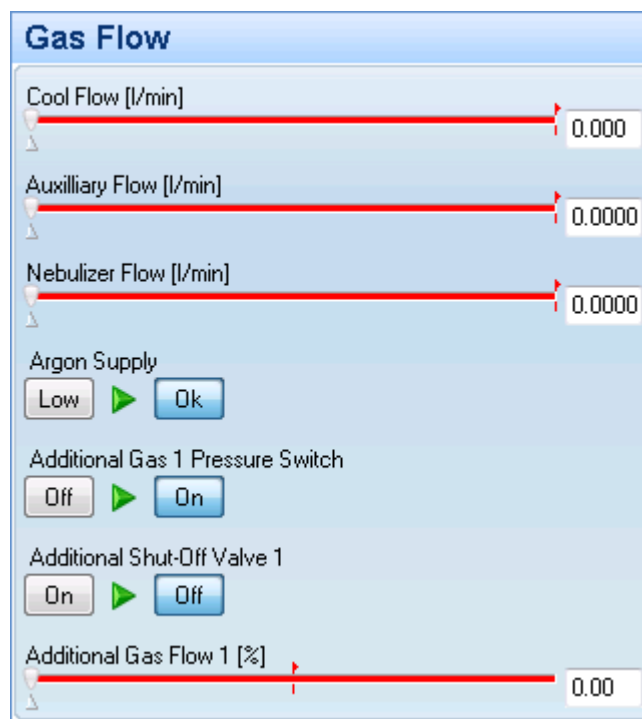 Gas Flow
Cool Flow [l/min]
0.000
Auxilliary Flow [l/min]
0.0000
Nebulizer Flow [l/min]
0.0000
Argon Supply
Low Ok
Additional Gas 1 Pressure Switch
Off On
Additional Shut-Off Valve 1
On Off
Additional Gas Flow 1 [%]
0.00